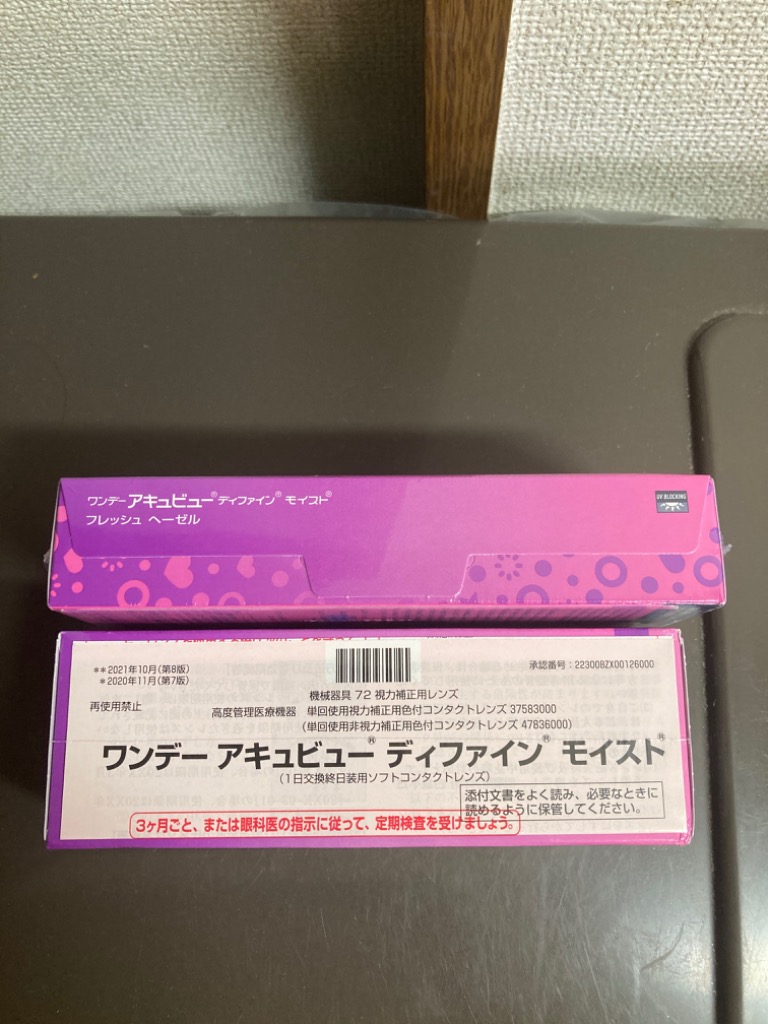 ワンデー アキュビュー® ディファイン® モイスト®
フレッシュ ヘーゼル
UV BLOCKING
**2021年10月(第8版)
*2020年11月(第7版)
承認番号:22300BZX00126000
再使用禁止
機械器具 72 視力補正用レンズ
高度管理医療機器 単回使用視力補正用色付コンタクトレンズ 37583000
(単回使用非視力補正用色付コンタクトレンズ 47836000)
ワンデー アキュビュー® ディファイン® モイスト®
(1日交換終日装用ソフトコンタクトレンズ)
添付文書をよく読み、必要なときに
読めるように保管してください。
3ヶ月ごと、または眼科医の指示に従って、定期検査を受けましょう。